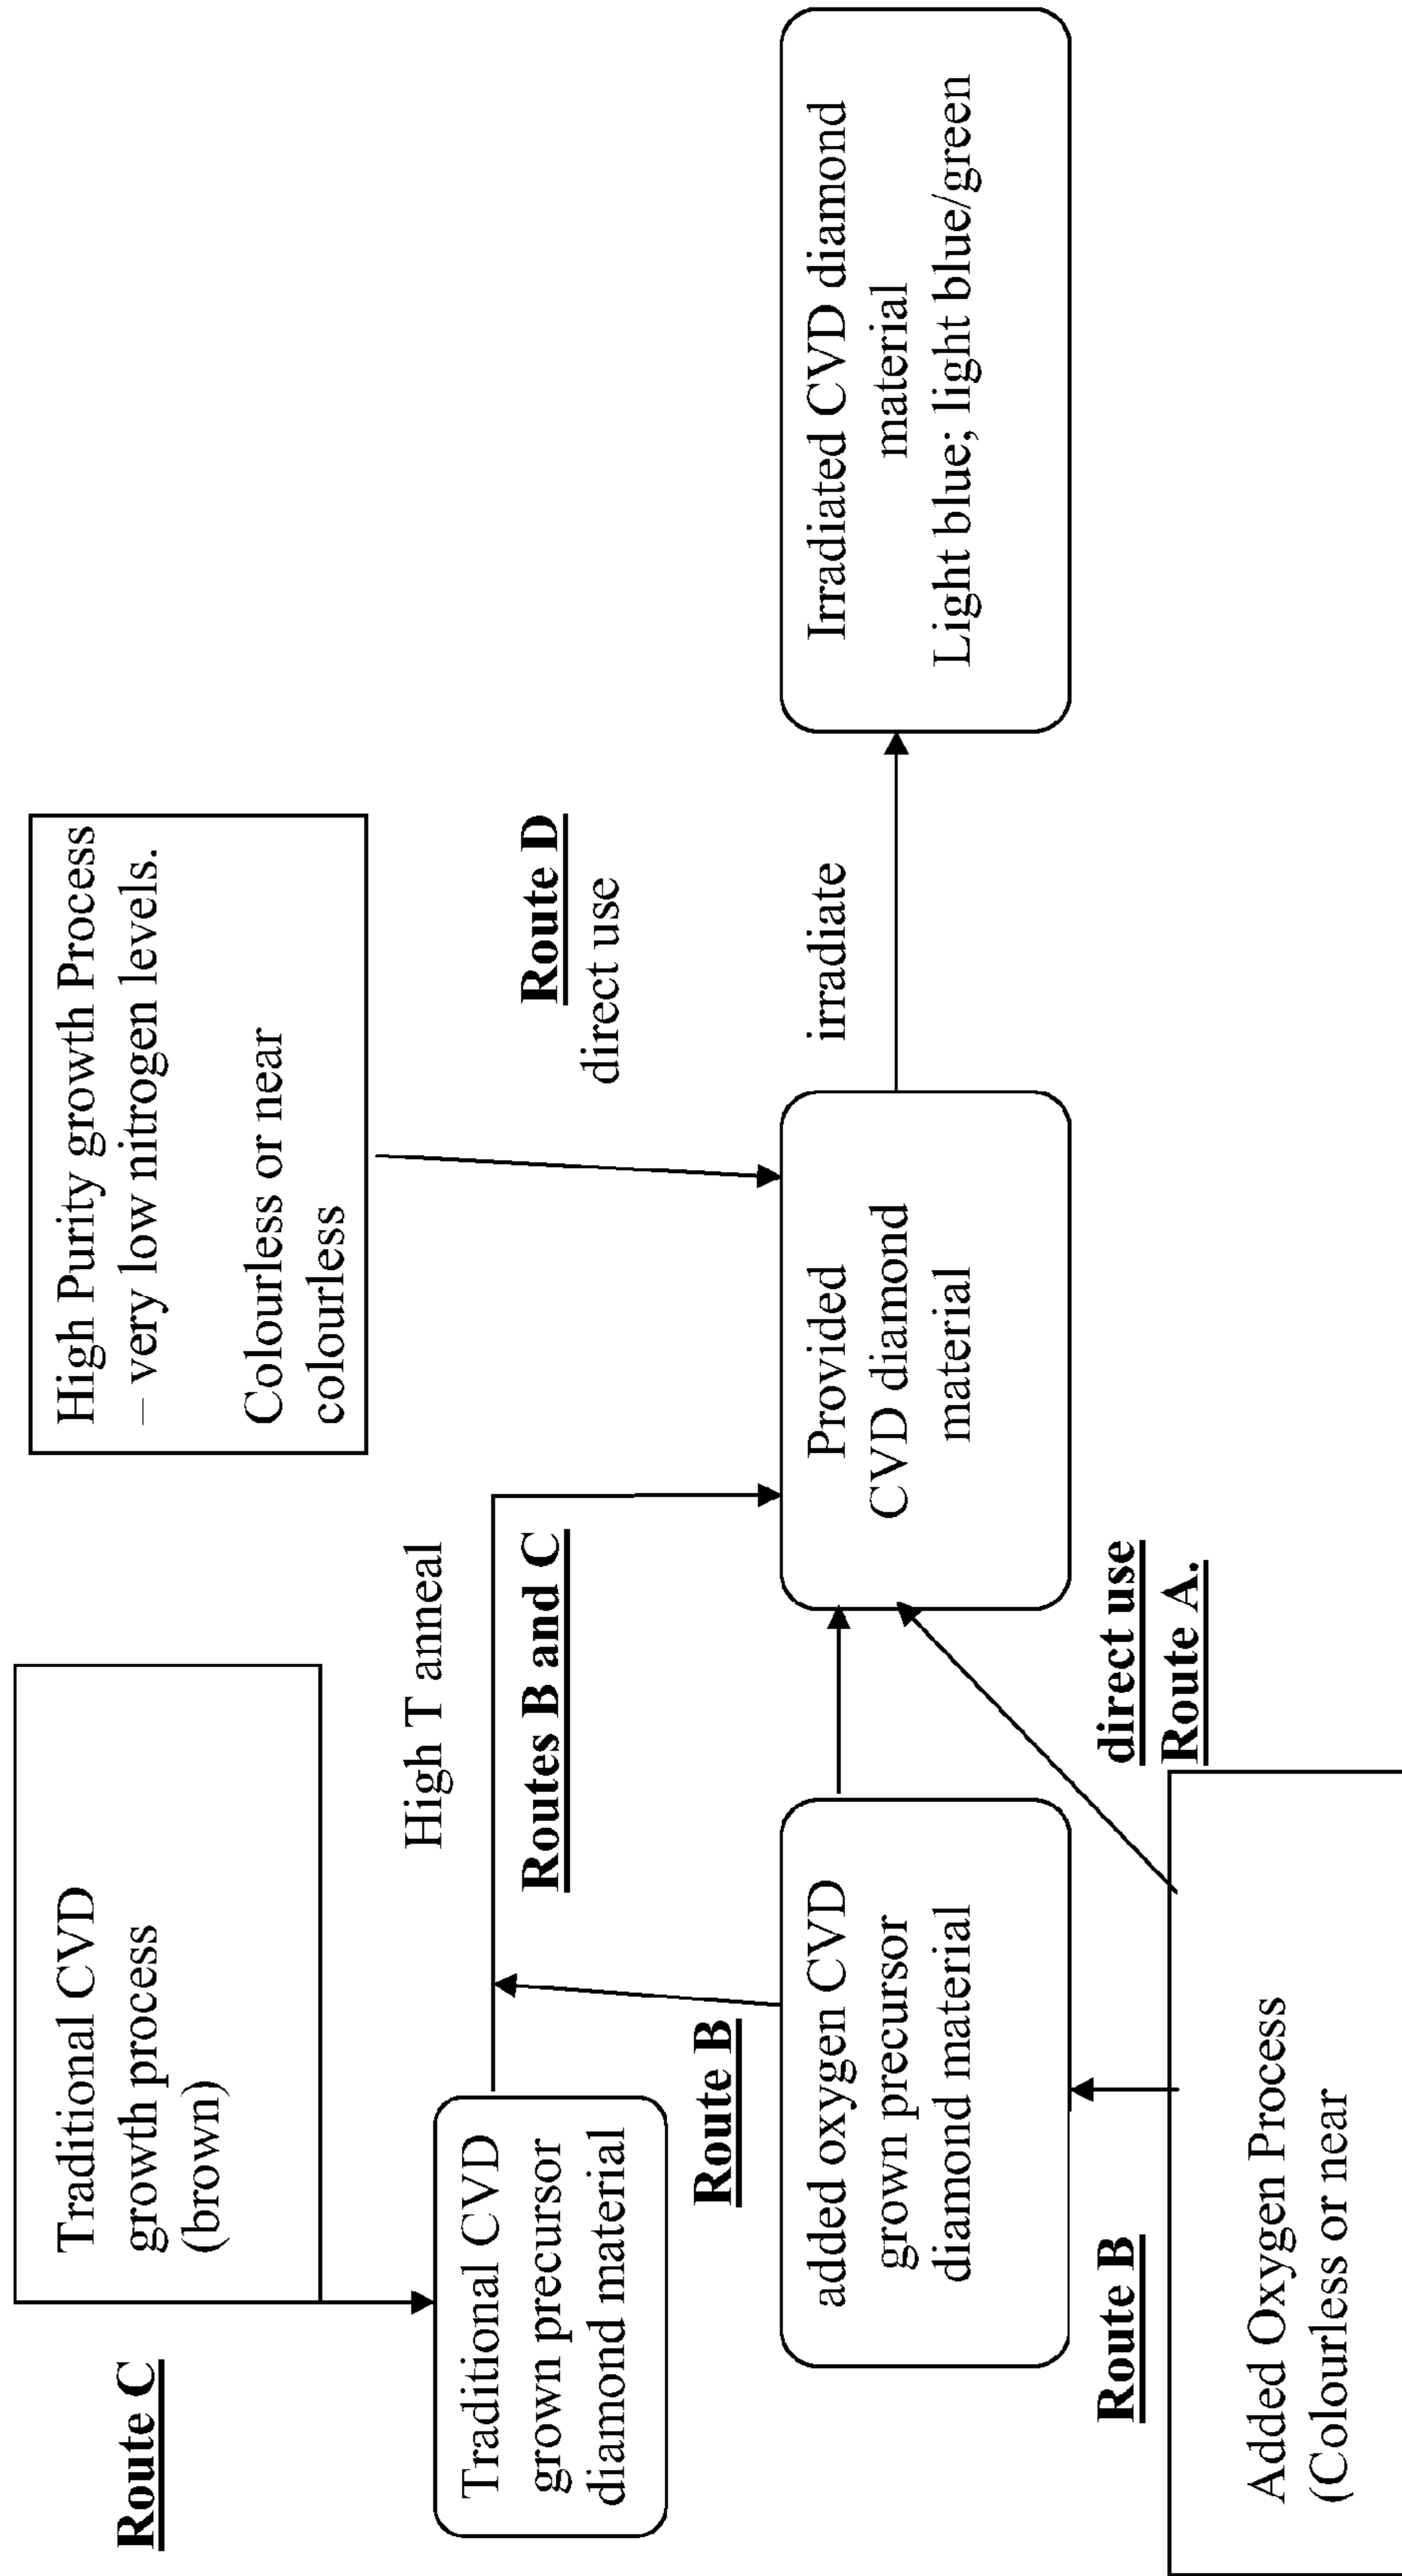 Route C
Traditional CVD
growth process
(brown)
High Purity growth Process
– very low nitrogen levels.
Colourless or near
colourless
Traditional CVD
grown precursor
diamond material
High T anneal
Routes B and C
Route D
direct use
Route B
added oxygen CVD
grown precursor
diamond material
Provided
CVD diamond
material
irradiate
Irradiated CVD diamond
material
Light blue; light blue/green
Route B
direct use
Route A.
Added Oxygen Process
(Colourless or near